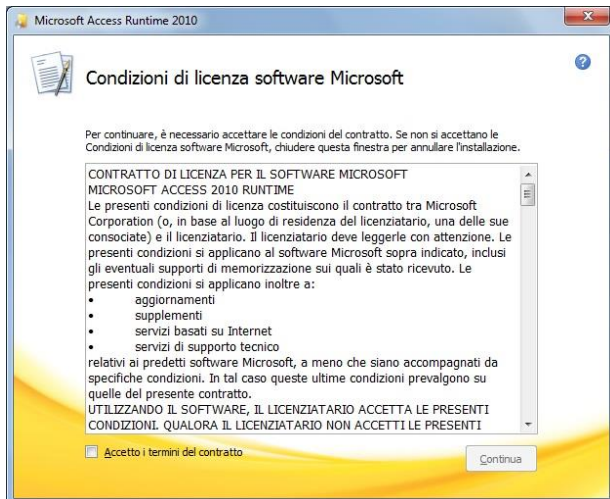 Microsoft Access Runtime 2010
Condizioni di licenza software Microsoft
Per continuare, è necessario accettare le condizioni del contratto. Se non si accettano le
Condizioni di licenza software Microsoft, chiudere questa finestra per annullare l'installazione.
CONTRATTO DI LICENZA PER IL SOFTWARE MICROSOFT
MICROSOFT ACCESS 2010 RUNTIME
Le presenti condizioni di licenza costituiscono il contratto tra Microsoft
Corporation (o, in base al luogo di residenza del licenziatario, una delle sue
consociate) e il licenziatario. Il licenziatario deve leggerle con attenzione. Le
presenti condizioni si applicano al software Microsoft sopra indicato, inclusi
gli eventuali supporti di memorizzazione sui quali è stato ricevuto. Le
presenti condizioni si applicano inoltre a:
• aggiornamenti
• supplementi
• servizi basati su Internet
• servizi di supporto tecnico
relativi ai predetti software Microsoft, a meno che siano accompagnati da
specifiche condizioni. In tal caso queste ultime condizioni prevalgono su
quelle del presente contratto.
UTILIZZANDO IL SOFTWARE, IL LICENZIATARIO ACCETTA LE PRESENTI
CONDIZIONI. QUALORA IL LICENZIATARIO NON ACCETTI LE PRESENTI
Accetto i termini del contratto
Continua